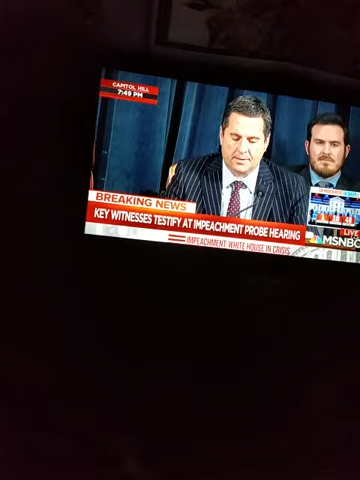 CAPITOL HILL
7:49 PM
BREAKING NEWS
KEY WITNESSES TESTIFY AT IMPEACHMENT PROBE HEARING
IMPEACHMENT: WHITE HOUSE IN CRISIS
LIVE
MSNBC